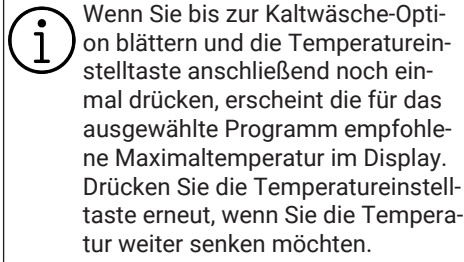 Wenn Sie bis zur Kaltwäsche-Opti-
on blättern und die Temperaturein-
stelltaste anschließend noch ein-
mal drücken, erscheint die für das
ausgewählte Programm empfohle-
ne Maximaltemperatur im Display.
Drücken Sie die Temperatureinstell-
taste erneut, wenn Sie die Tempera-
tur weiter senken möchten.